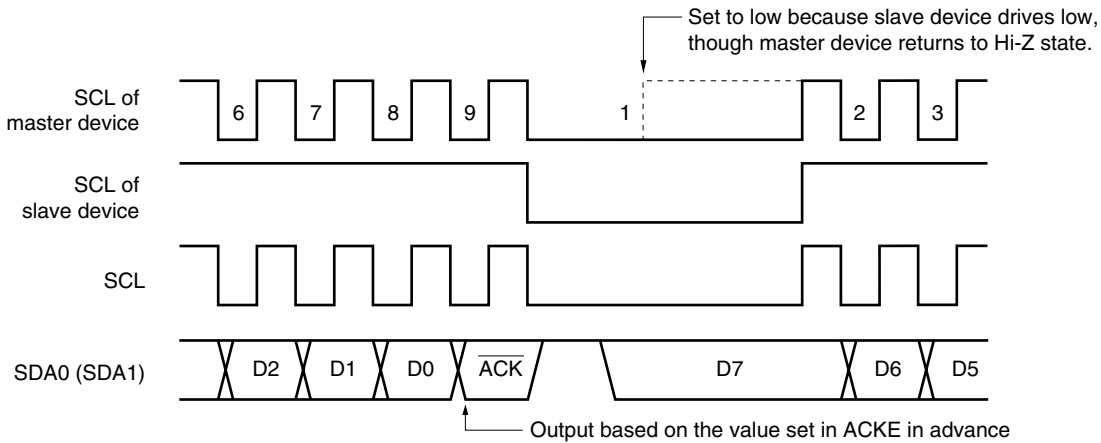 Set to low because slave device drives low,
though master device returns to Hi-Z state.
SCL of
master device
6 7 8 9 1 2 3
SCL of
slave device
SCL
SDA0 (SDA1)
D2 D1 D0 ACK D7 D6 D5
Output based on the value set in ACKE in advance